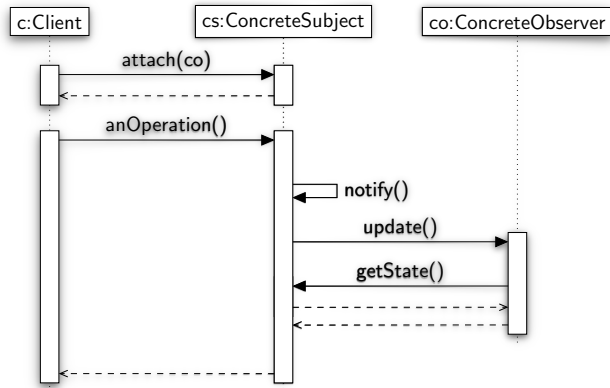 c:Client
cs:ConcreteSubject
co:ConcreteObserver
attach(co)
anOperation()
notify()
update()
getState()